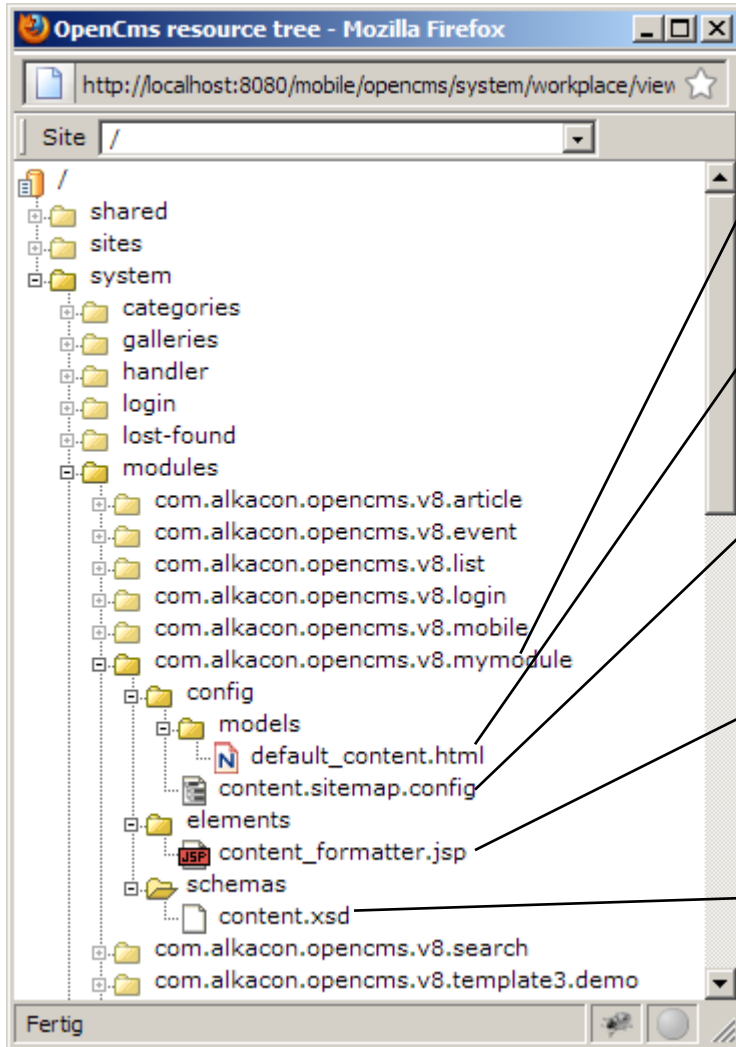 OpenCms resource tree - Mozilla Firefox
http://localhost:8080/mobile/opencms/system/workplace/view
Site /
/
shared
sites
system
categories
galleries
handler
login
lost-found
modules
com.alkacon.opencms.v8.article
com.alkacon.opencms.v8.event
com.alkacon.opencms.v8.list
com.alkacon.opencms.v8.login
com.alkacon.opencms.v8.mobile
com.alkacon.opencms.v8.mymodule
config
models
N default_content.html
content.sitemap.config
elements
JSP content_formatter.jsp
schemas
content.xsd
com.alkacon.opencms.v8.search
com.alkacon.opencms.v8.template3.demo
Fertig